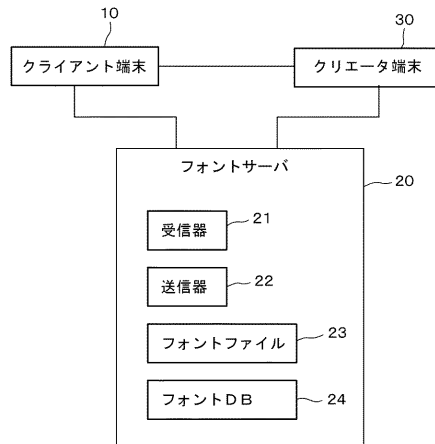 10
30
クライアント端末
クリエータ端末
フォントサーバ
20
受信器
21
送信器
22
フォントファイル
23
フォントDB
24